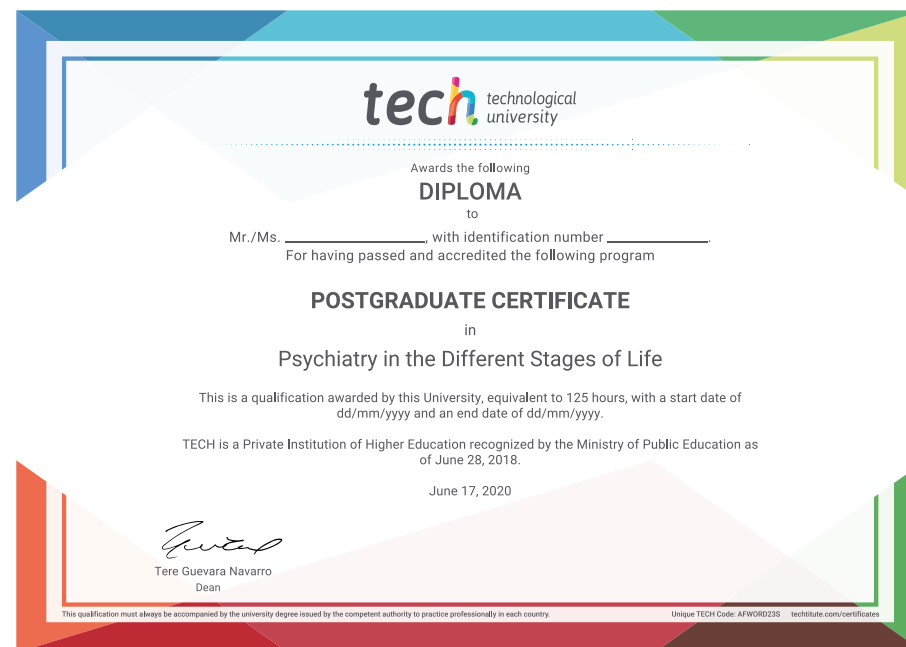 tech technological
university
Awards the following
DIPLOMA
to
Mr./Ms. ____________________, with identification number ______________.
For having passed and accredited the following program
POSTGRADUATE CERTIFICATE
in
Psychiatry in the Different Stages of Life
This is a qualification awarded by this University, equivalent to 125 hours, with a start date of
dd/mm/yyyy and an end date of dd/mm/yyyy.
TECH is a Private Institution of Higher Education recognized by the Ministry of Public Education as
of June 28, 2018.
June 17, 2020
Tere Guevara Navarro
Dean
This qualification must always be accompanied by the university degree issued by the competent authority to practice professionally in each country. Unique TECH Code: AFWORD23S techtitute.com/certificates